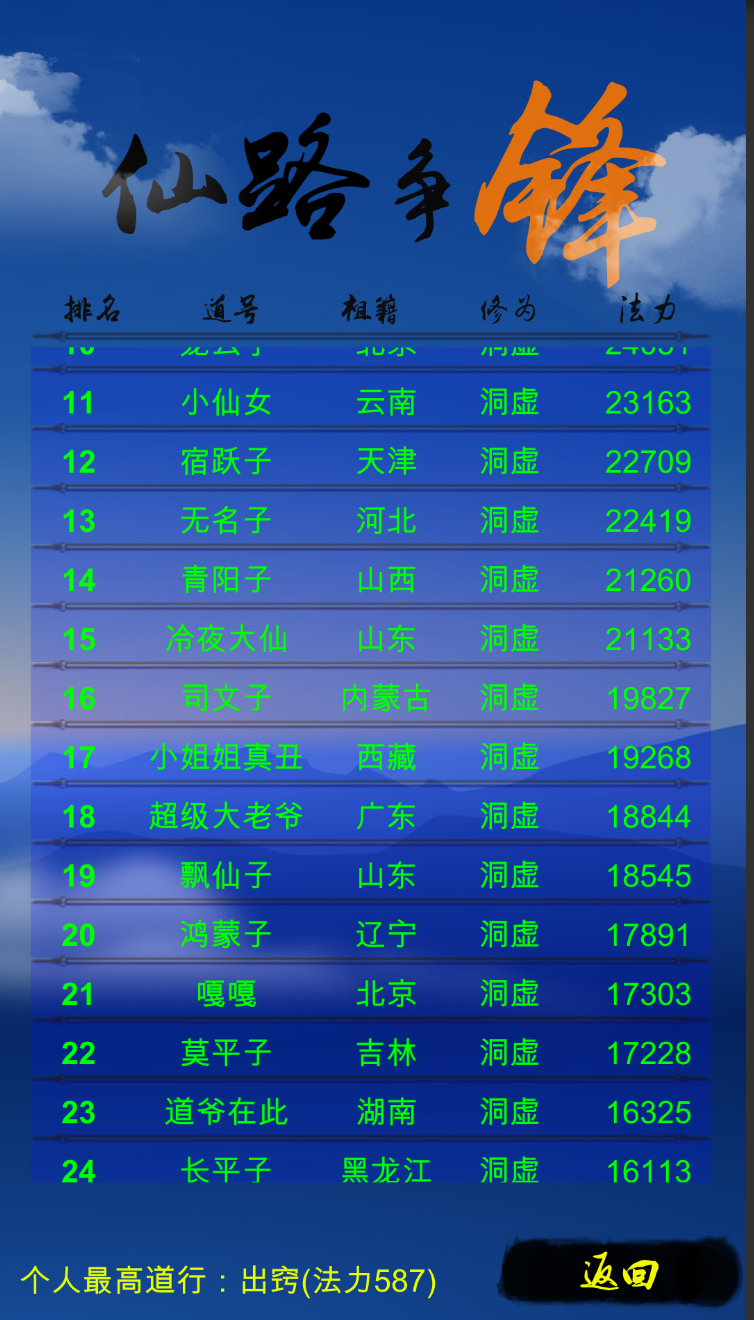 仙路争锋
排名 道号 祖籍 修为 法力
11 小仙女 云南 洞虚 23163
12 宿跃子 天津 洞虚 22709
13 无名子 河北 洞虚 22419
14 青阳子 山西 洞虚 21260
15 冷夜大仙 山东 洞虚 21133
16 司文子 内蒙古 洞虚 19827
17 小姐姐真丑 西藏 洞虚 19268
18 超级大老爷 广东 洞虚 18844
19 飘仙子 山东 洞虚 18545
20 鸿蒙子 辽宁 洞虚 17891
21 嘎嘎 北京 洞虚 17303
22 莫平子 吉林 洞虚 17228
23 道爷在此 湖南 洞虚 16325
24 长平子 黑龙江 洞虚 16113
个人最高道行：出窍(法力587)
返回